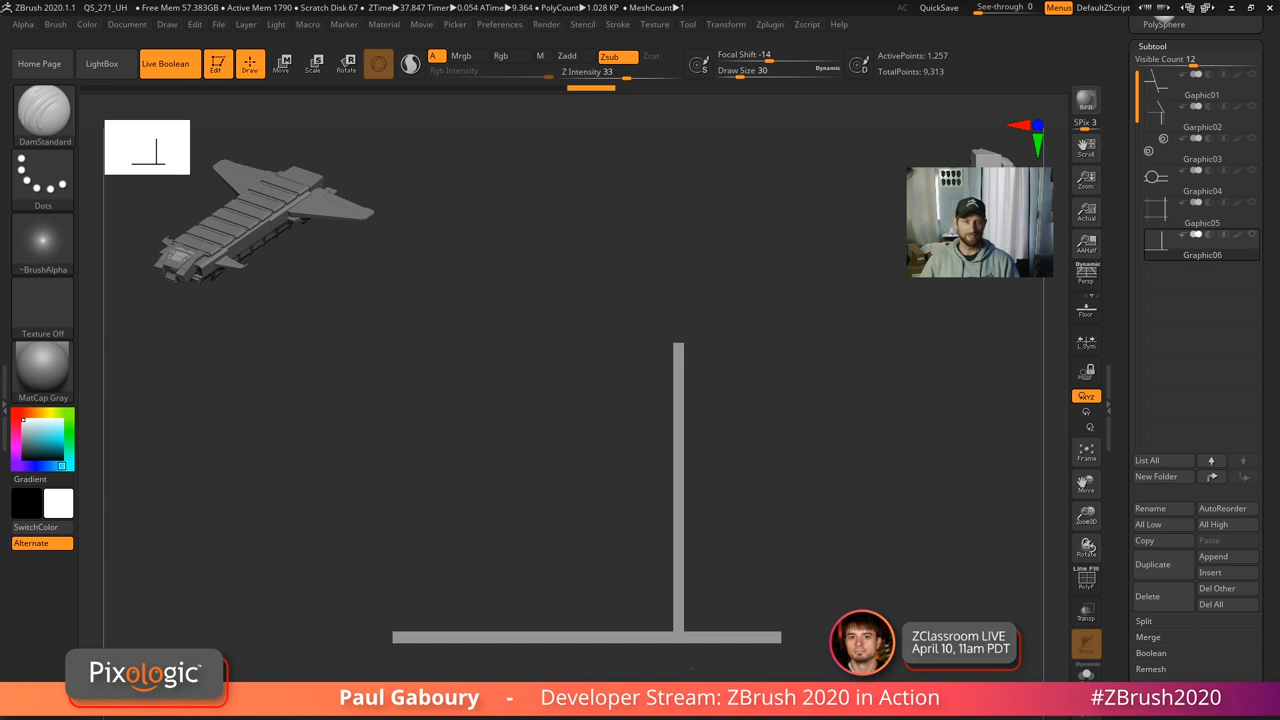 ZBrush 2020.1.1 QS_271_UH • Free Mem 57.383GB • Active Mem 1790 • Scratch Disk 67 • ZTime▶37.847 Timer▶0.054 ATime▶9.364 • PolyCount▶1.028 KP • MeshCount▶1 AC QuickSave See-through 0 Menus DefaultZScript
Alpha Brush Color Document Draw Edit File Layer Light Macro Marker Material Movie Picker Preferences Render Stencil Stroke Texture Tool Transform Zplugin Zscript Help
Home Page LightBox Live Boolean Edit Draw Move Scale Rotate
A Mrgb Rgb M Zadd Zsub Zcut
Rgb Intensity Z Intensity 33
Focal Shift -14
Draw Size 30 Dynamic
ActivePoints: 1,257
TotalPoints: 9,313
DamStandard
Dots
~BrushAlpha
Texture Off
MatCap Gray
Gradient
SwitchColor
Alternate
BPR
SPix 3
Scroll
Zoom
Actual
AAHalf
Dynamic
Persp
Floor
L.Sym
XYZ
Frame
Move
Zoom3D
Rotate
Line Fill
PolyF
Transp
Dynamic
PolySphere
Subtool
Visible Count 12
Gaphic01
Garphic02
Graphic03
Graphic04
Gaphic05
Graphic06
List All
New Folder
Rename AutoReorder
All Low All High
Copy Paste
Duplicate Append
Insert
Delete Del Other
Del All
Split
Merge
Boolean
Remesh
ZClassroom LIVE
April 10, 11am PDT
Pixologic™
Paul Gaboury - Developer Stream: ZBrush 2020 in Action #ZBrush2020